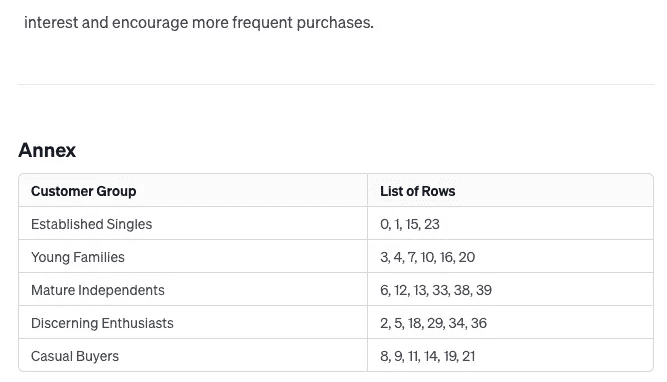 interest and encourage more frequent purchases.
Annex
Customer Group List of Rows
Established Singles 0, 1, 15, 23
Young Families 3, 4, 7, 10, 16, 20
Mature Independents 6, 12, 13, 33, 38, 39
Discerning Enthusiasts 2, 5, 18, 29, 34, 36
Casual Buyers 8, 9, 11, 14, 19, 21